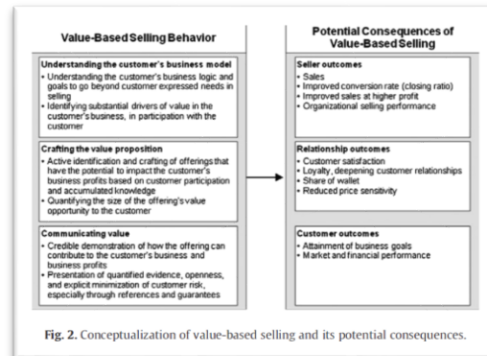 Value-Based Selling Behavior
Understanding the customer's business model
• Understanding the customer's business logic and
goals to go beyond customer expressed needs in
selling
• Identifying substantial drivers of value in the
customer's business, in participation with the
customer
Crafting the value proposition
• Active identification and crafting of offerings that
have the potential to impact the customer's
business profits based on customer participation
and accumulated knowledge
• Quantifying the size of the offering's value
opportunity to the customer
Communicating value
• Credible demonstration of how the offering can
contribute to the customer's business and
business profits
• Presentation of quantified evidence, openness,
and explicit minimization of customer risk,
especially through references and guarantees
Potential Consequences of
Value-Based Selling
Seller outcomes
• Sales
• Improved conversion rate (closing ratio)
• Improved sales at higher profit
• Organizational selling performance
Relationship outcomes
• Customer satisfaction
• Loyalty, deepening customer relationships
• Share of wallet
• Reduced price sensitivity
Customer outcomes
• Attainment of business goals
• Market and financial performance
Fig. 2. Conceptualization of value-based selling and its potential consequences.